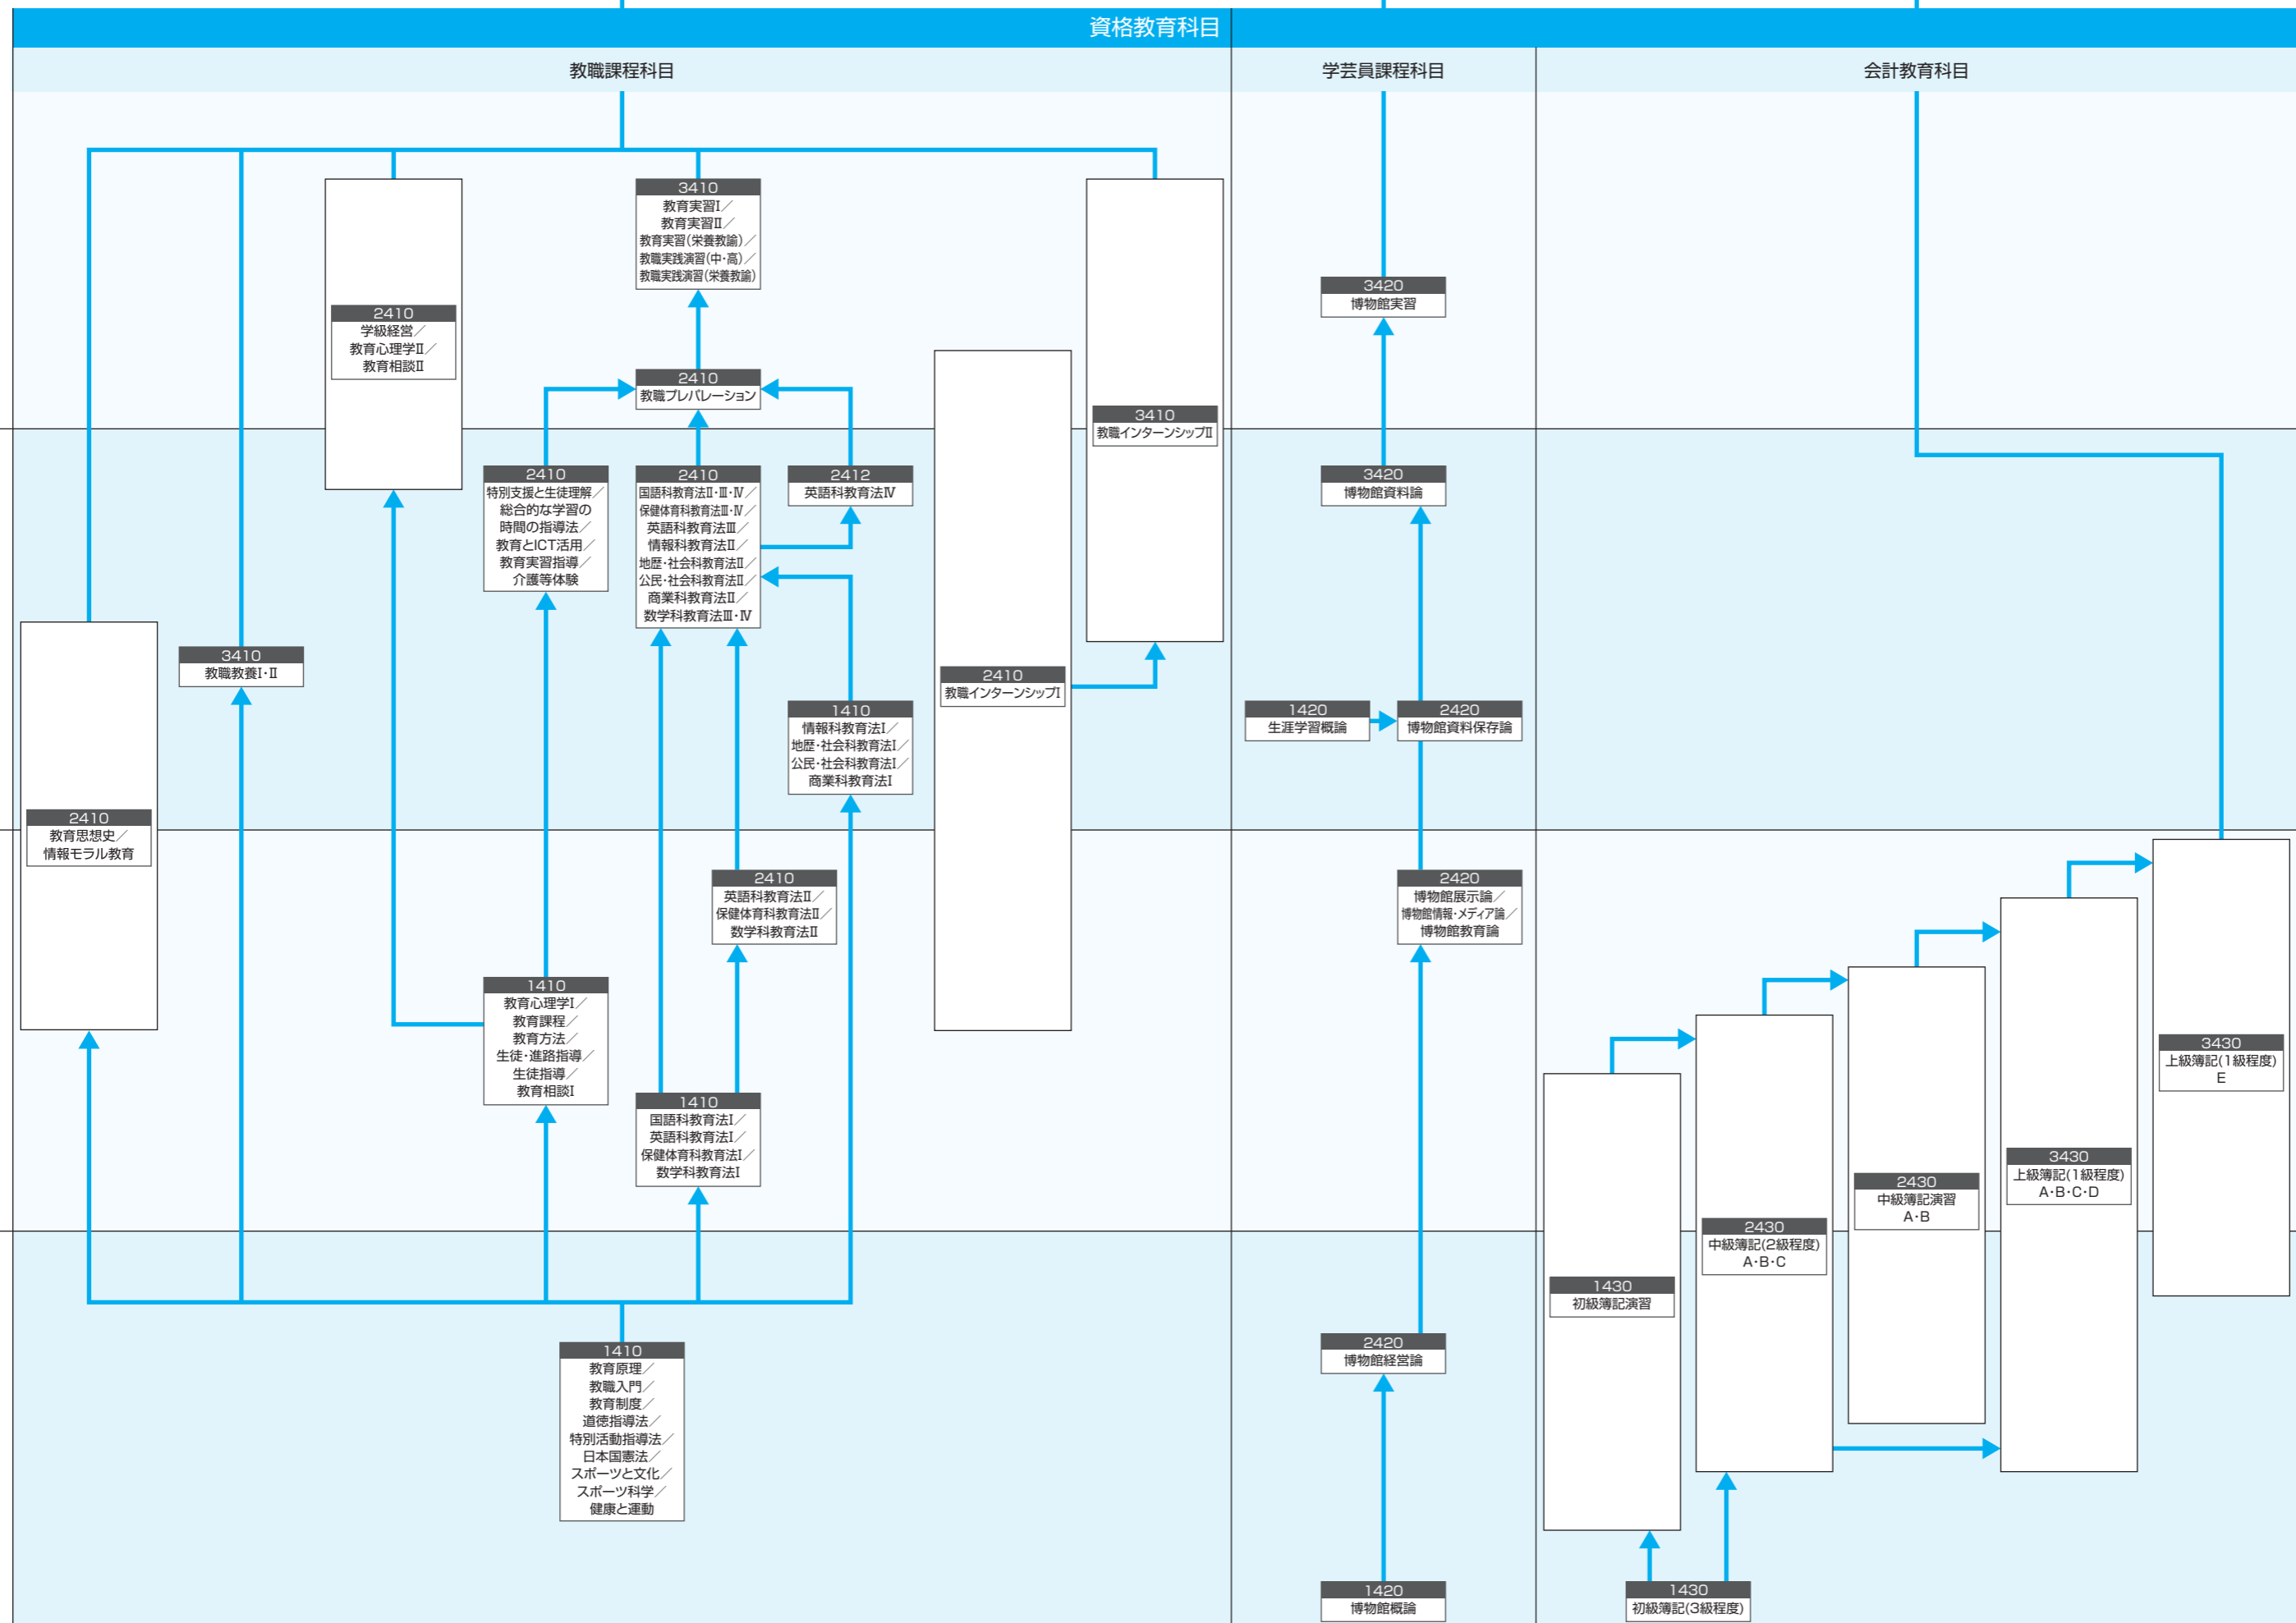 資格教育科目
教職課程科目
学芸員課程科目
会計教育科目
3410
教育実習Ⅰ／
教育実習Ⅱ／
教育実習(栄養教諭)／
教職実践演習(中・高)／
教職実践演習(栄養教諭)
2410
学級経営／
教育心理学Ⅱ／
教育相談Ⅱ
2410
教職プレパレーション
3410
教職インターンシップⅡ
2410
特別支援と生徒理解／
総合的な学習の
時間の指導法／
教育とICT活用／
教育実習指導／
介護等体験
2410
国語科教育法Ⅱ・Ⅲ・Ⅳ／
保健体育科教育法Ⅲ・Ⅳ／
英語科教育法Ⅲ／
情報科教育法Ⅱ／
地歴・社会科教育法Ⅱ／
公民・社会科教育法Ⅱ／
商業科教育法Ⅱ／
数学科教育法Ⅲ・Ⅳ
2412
英語科教育法Ⅳ
3410
教職教養Ⅰ・Ⅱ
2410
教職インターンシップⅠ
1410
情報科教育法Ⅰ／
地歴・社会科教育法Ⅰ／
公民・社会科教育法Ⅰ／
商業科教育法Ⅰ
2410
教育思想史／
情報モラル教育
2410
英語科教育法Ⅱ／
保健体育科教育法Ⅱ／
数学科教育法Ⅱ
1410
教育心理学Ⅰ／
教育課程／
教育方法／
生徒・進路指導／
生徒指導／
教育相談Ⅰ
1410
国語科教育法Ⅰ／
英語科教育法Ⅰ／
保健体育科教育法Ⅰ／
数学科教育法Ⅰ
1410
教育原理／
教職入門／
教育制度／
道徳指導法／
特別活動指導法／
日本国憲法／
スポーツと文化／
スポーツ科学／
健康と運動
3420
博物館実習
3420
博物館資料論
1420
生涯学習概論
2420
博物館資料保存論
2420
博物館展示論／
博物館情報・メディア論／
博物館教育論
2420
博物館経営論
1420
博物館概論
3430
上級簿記(1級程度)
E
3430
上級簿記(1級程度)
A・B・C・D
2430
中級簿記演習
A・B
2430
中級簿記(2級程度)
A・B・C
1430
初級簿記演習
1430
初級簿記(3級程度)